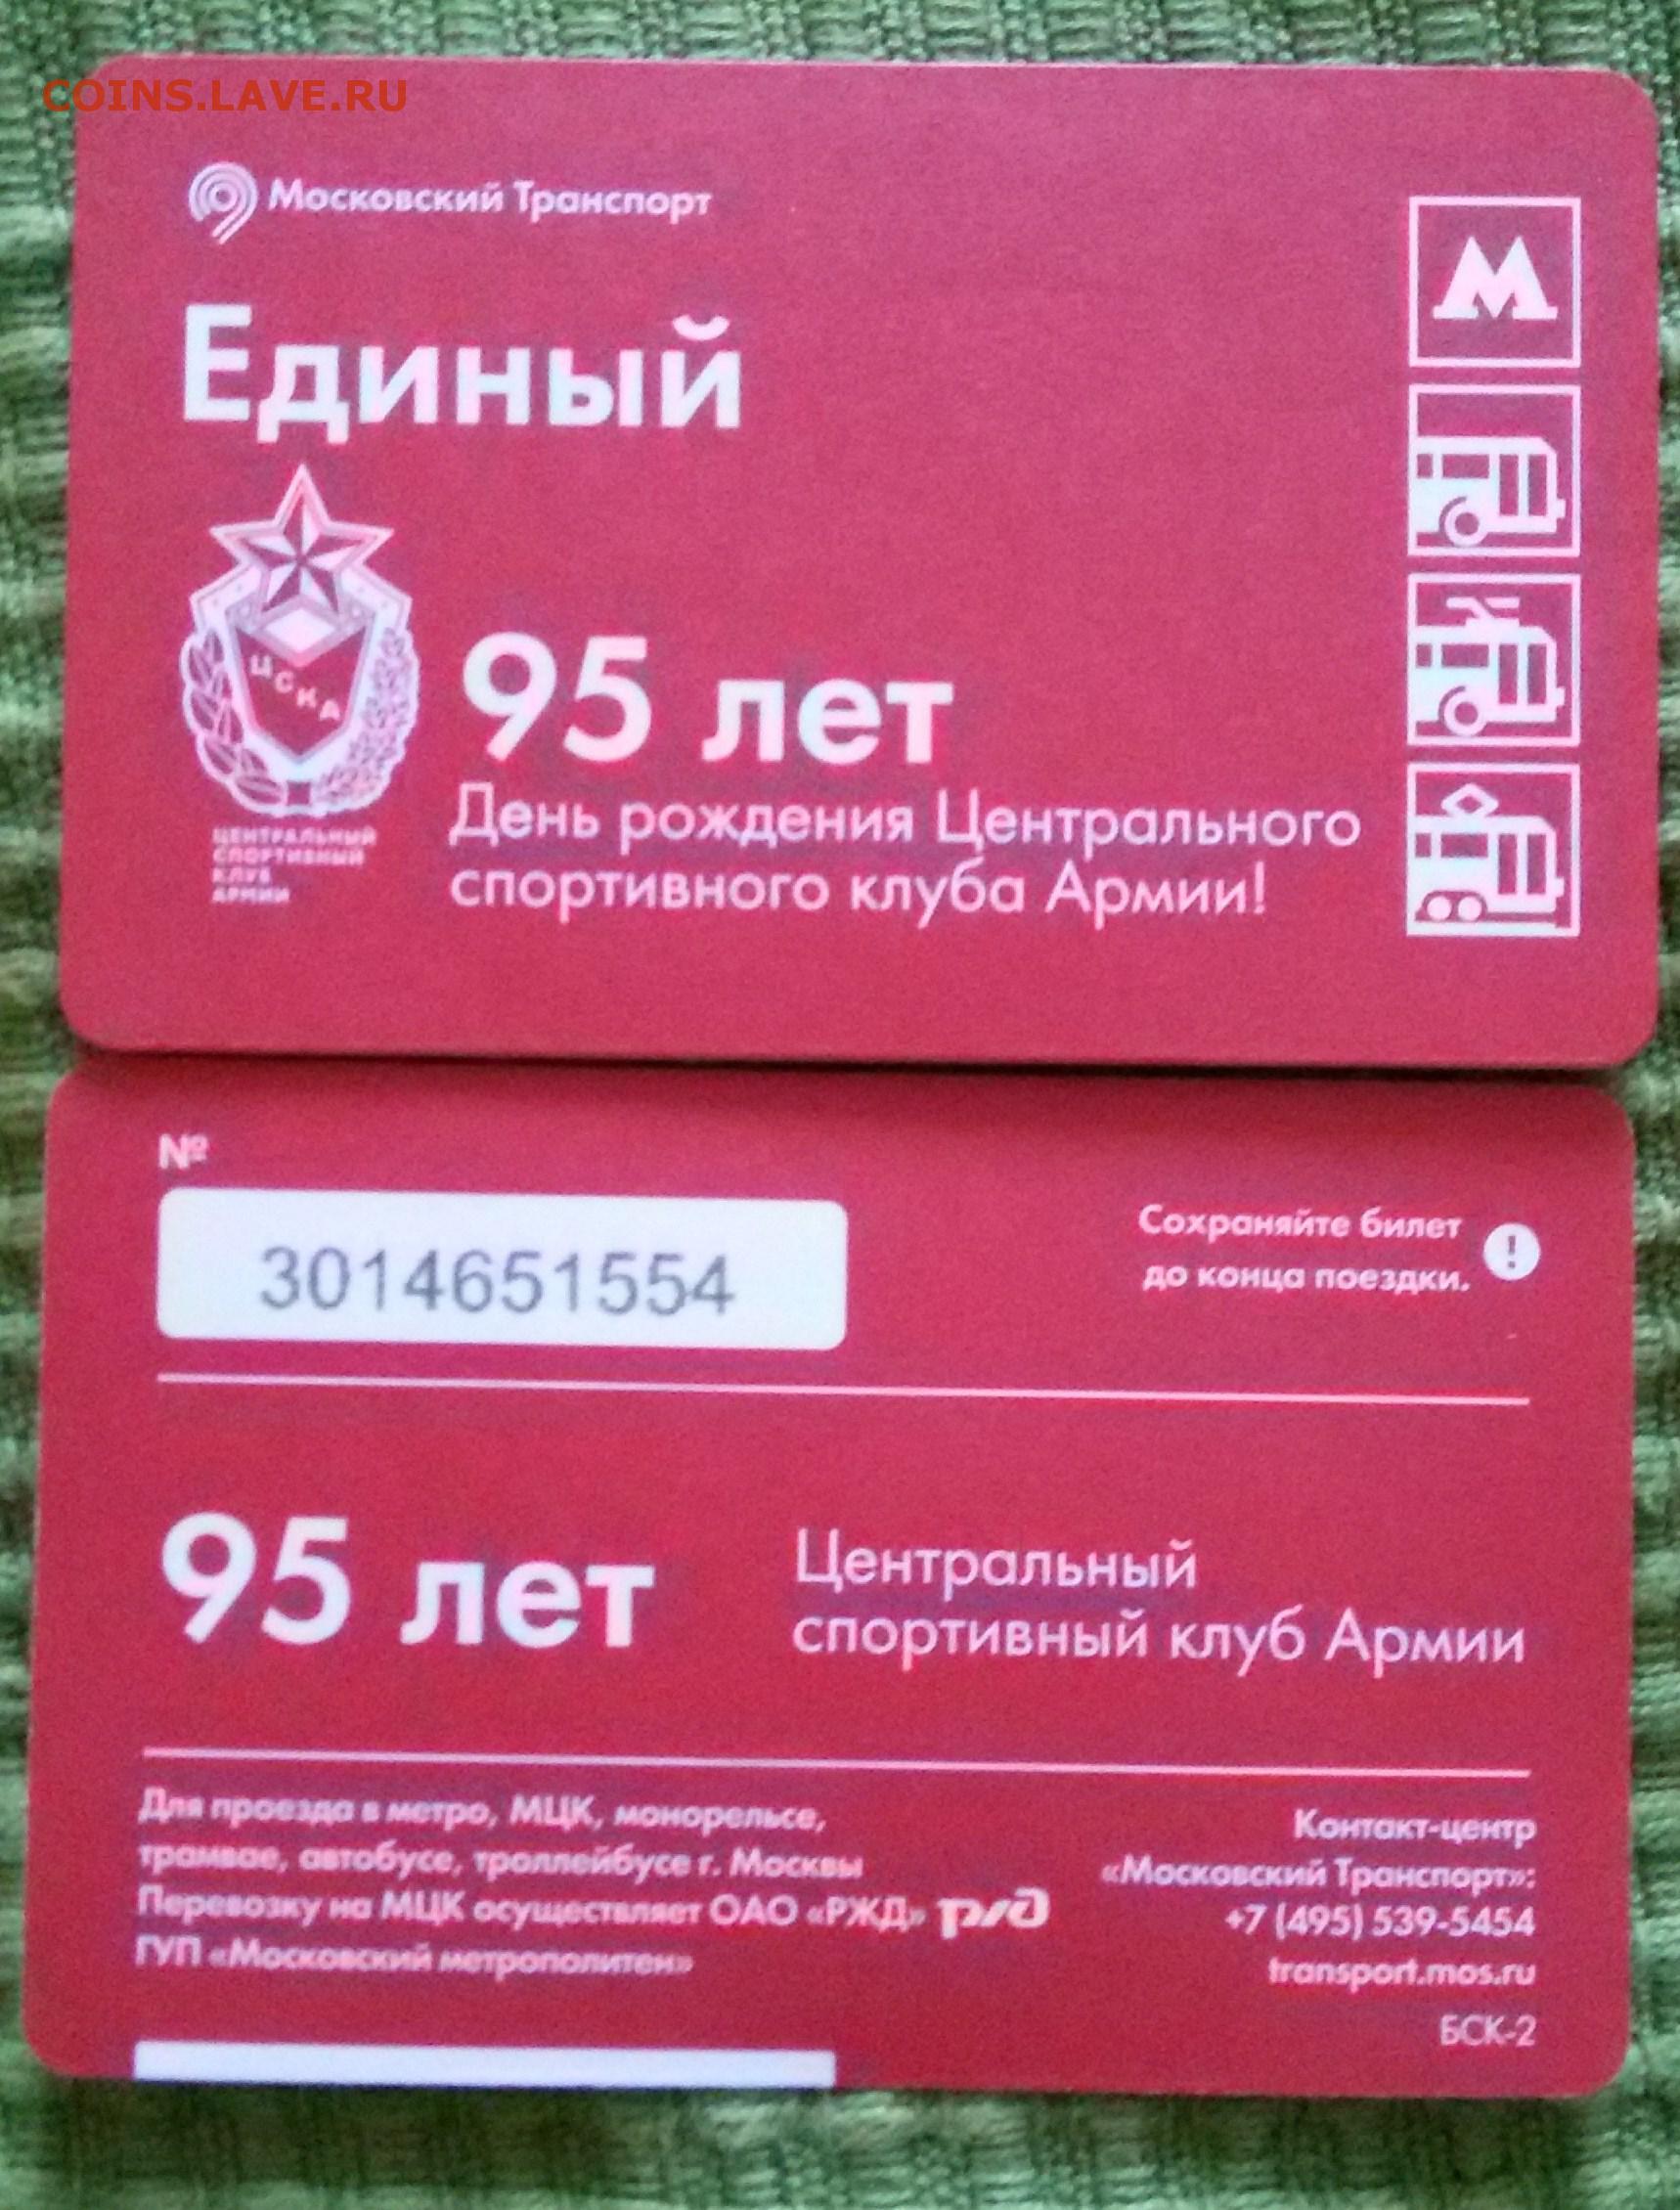 COINS.LAVE.RU
Московский Транспорт
М
Единый
ЦСКА
ЦЕНТРАЛЬНЫЙ
СПОРТИВНЫЙ
КЛУБ
АРМИИ
95 лет
День рождения Центрального
спортивного клуба Армии!
№
3014651554
Сохраняйте билет
до конца поездки.
!
95 лет
Центральный
спортивный клуб Армии
Для проезда в метро, МЦК, монорельсе,
трамвае, автобусе, троллейбусе г. Москвы
Перевозку на МЦК осуществляет ОАО «РЖД» ржд
ГУП «Московский метрополитен»
Контакт-центр
«Московский Транспорт»:
+7 (495) 539-5454
transport.mos.ru
БСК-2